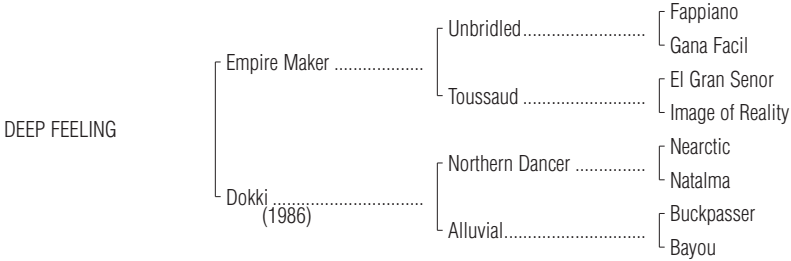 Fappiano
Unbridled..........................
Gana Facil
Empire Maker ...................
El Gran Senor
Toussaud ..........................
Image of Reality
DEEP FEELING
Nearctic
Northern Dancer ...............
Natalma
Dokki ................................
(1986)
Buckpasser
Alluvial..............................
Bayou